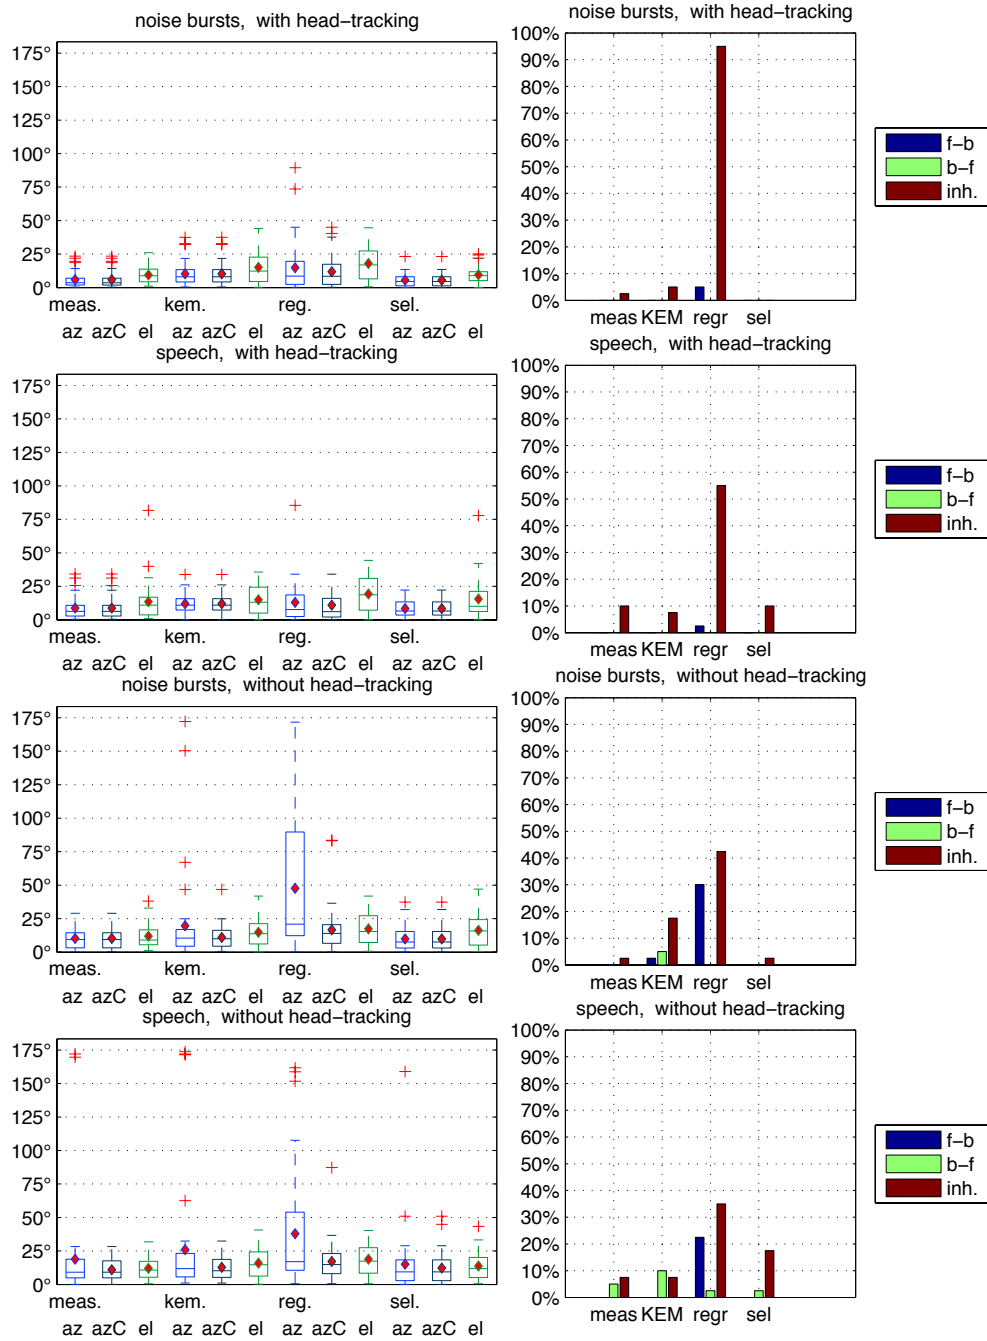 noise bursts, with head-tracking
175°
150°
125°
100°
75°
50°
25°
0°
meas. kem. reg. sel.
az azC el az azC el az azC el az azC el
noise bursts, with head-tracking
100%
90%
80%
70%
60%
50%
40%
30%
20%
10%
0%
meas KEM regr sel
f-b
b-f
inh.
speech, with head-tracking
175°
150°
125°
100°
75°
50°
25°
0°
meas. kem. reg. sel.
az azC el az azC el az azC el az azC el
speech, with head-tracking
100%
90%
80%
70%
60%
50%
40%
30%
20%
10%
0%
meas KEM regr sel
f-b
b-f
inh.
noise bursts, without head-tracking
175°
150°
125°
100°
75°
50°
25°
0°
meas. kem. reg. sel.
az azC el az azC el az azC el az azC el
noise bursts, without head-tracking
100%
90%
80%
70%
60%
50%
40%
30%
20%
10%
0%
meas KEM regr sel
f-b
b-f
inh.
speech, without head-tracking
175°
150°
125°
100°
75°
50°
25°
0°
meas. kem. reg. sel.
az azC el az azC el az azC el az azC el
speech, without head-tracking
100%
90%
80%
70%
60%
50%
40%
30%
20%
10%
0%
meas KEM regr sel
f-b
b-f
inh.